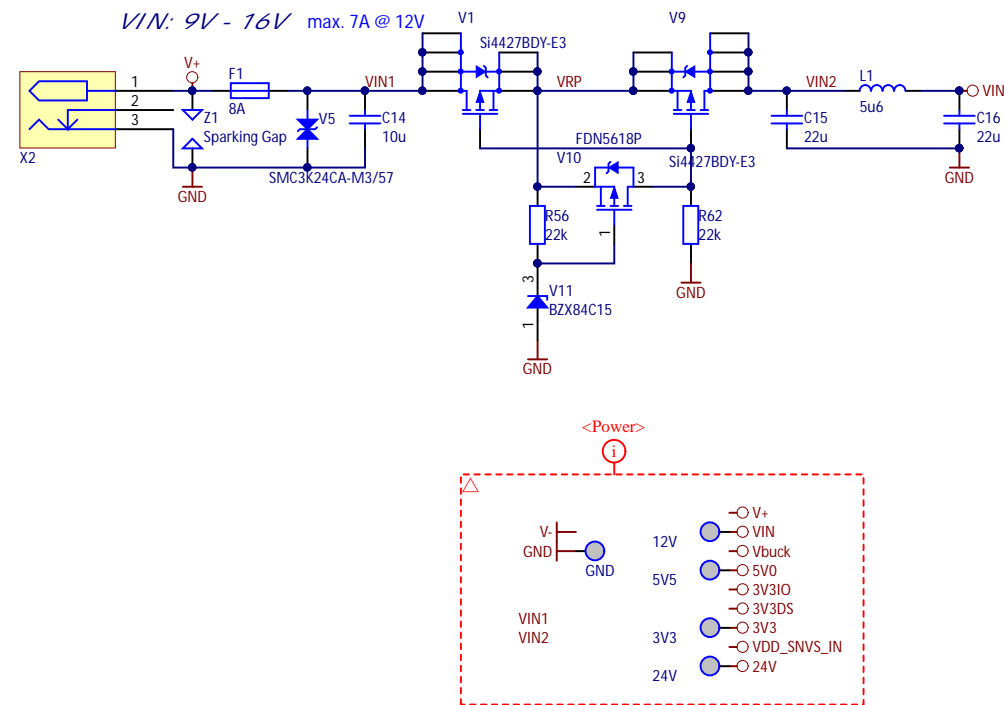 VIN: 9V - 16V max. 7A @ 12V
V1
V9
Si4427BDY-E3
V+
F1
8A
VIN1
VRP
VIN2
L1
5u6
VIN
1
2
3
X2
Z1
Sparking Gap
V5
C14
10u
C15
22u
C16
22u
SMC3K24CA-M3/57
GND
FDN5618P
V10
Si4427BDY-E3
GND
2
3
1
R56
22k
R62
22k
GND
3
V11
BZX84C15
1
GND
<Power>
i
V+
V-
12V
VIN
GND
Vbuck
GND
5V5
5V0
3V3IO
VIN1
3V3DS
VIN2
3V3
3V3
VDD_SNVS_IN
24V
24V